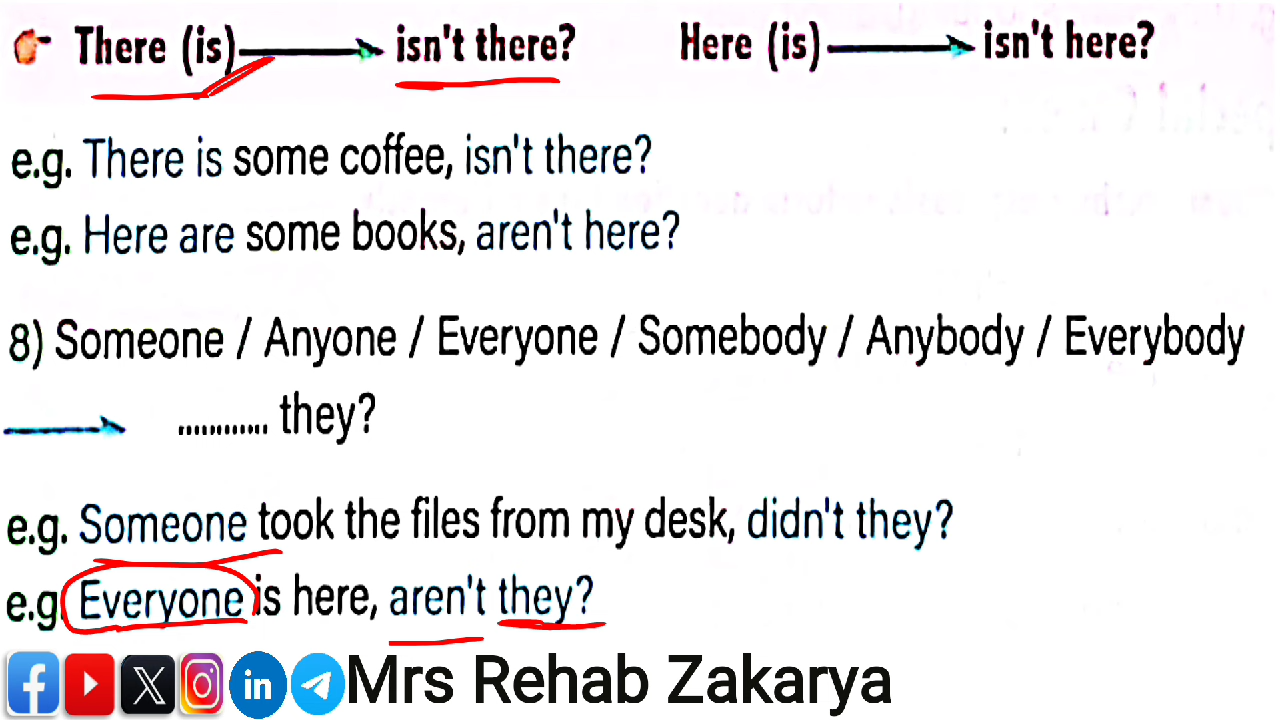 There (is) isn't there? Here (is) isn't here?
e.g. There is some coffee, isn't there?
e.g. Here are some books, aren't here?
8) Someone / Anyone / Everyone / Somebody / Anybody / Everybody
............ they?
e.g. Someone took the files from my desk, didn't they?
e.g. Everyone is here, aren't they?
Mrs Rehab Zakarya